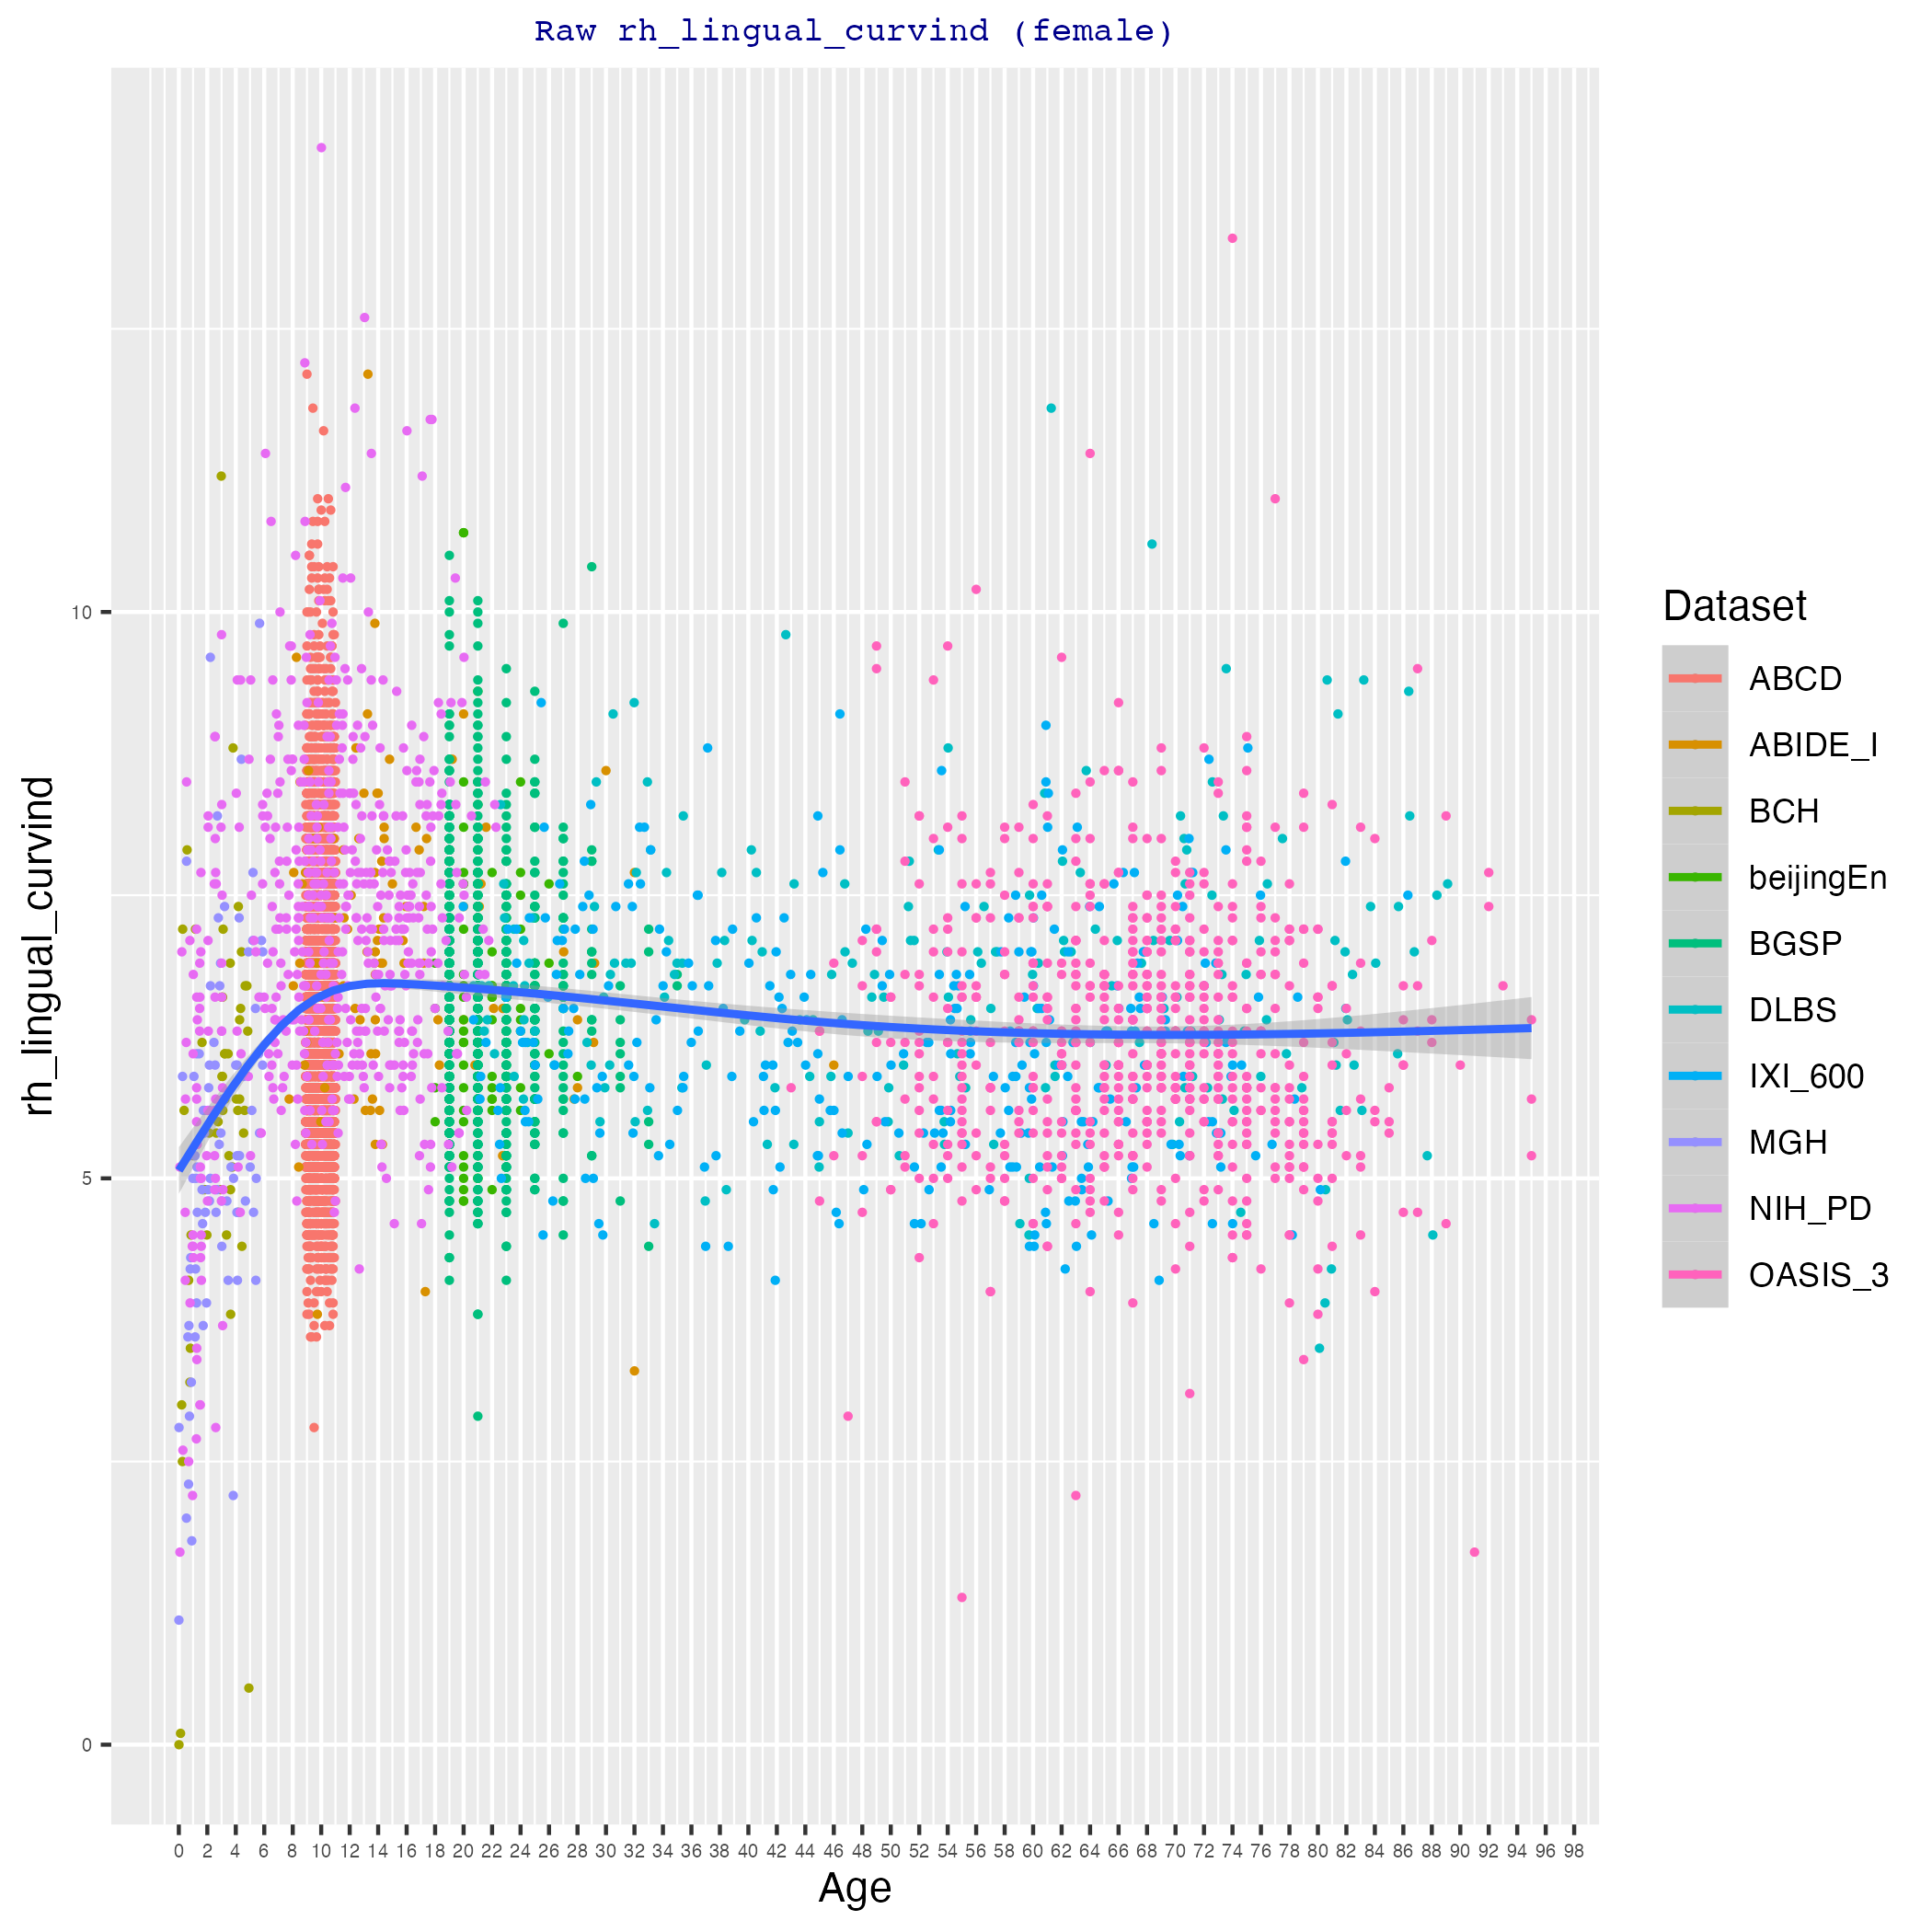 Raw rh_lingual_curvind (female)
rh_lingual_curvind
10
5
0
0 2 4 6 8 10 12 14 16 18 20 22 24 26 28 30 32 34 36 38 40 42 44 46 48 50 52 54 56 58 60 62 64 66 68 70 72 74 76 78 80 82 84 86 88 90 92 94 96 98
Age
Dataset
ABCD
ABIDE_I
BCH
beijingEn
BGSP
DLBS
IXI_600
MGH
NIH_PD
OASIS_3